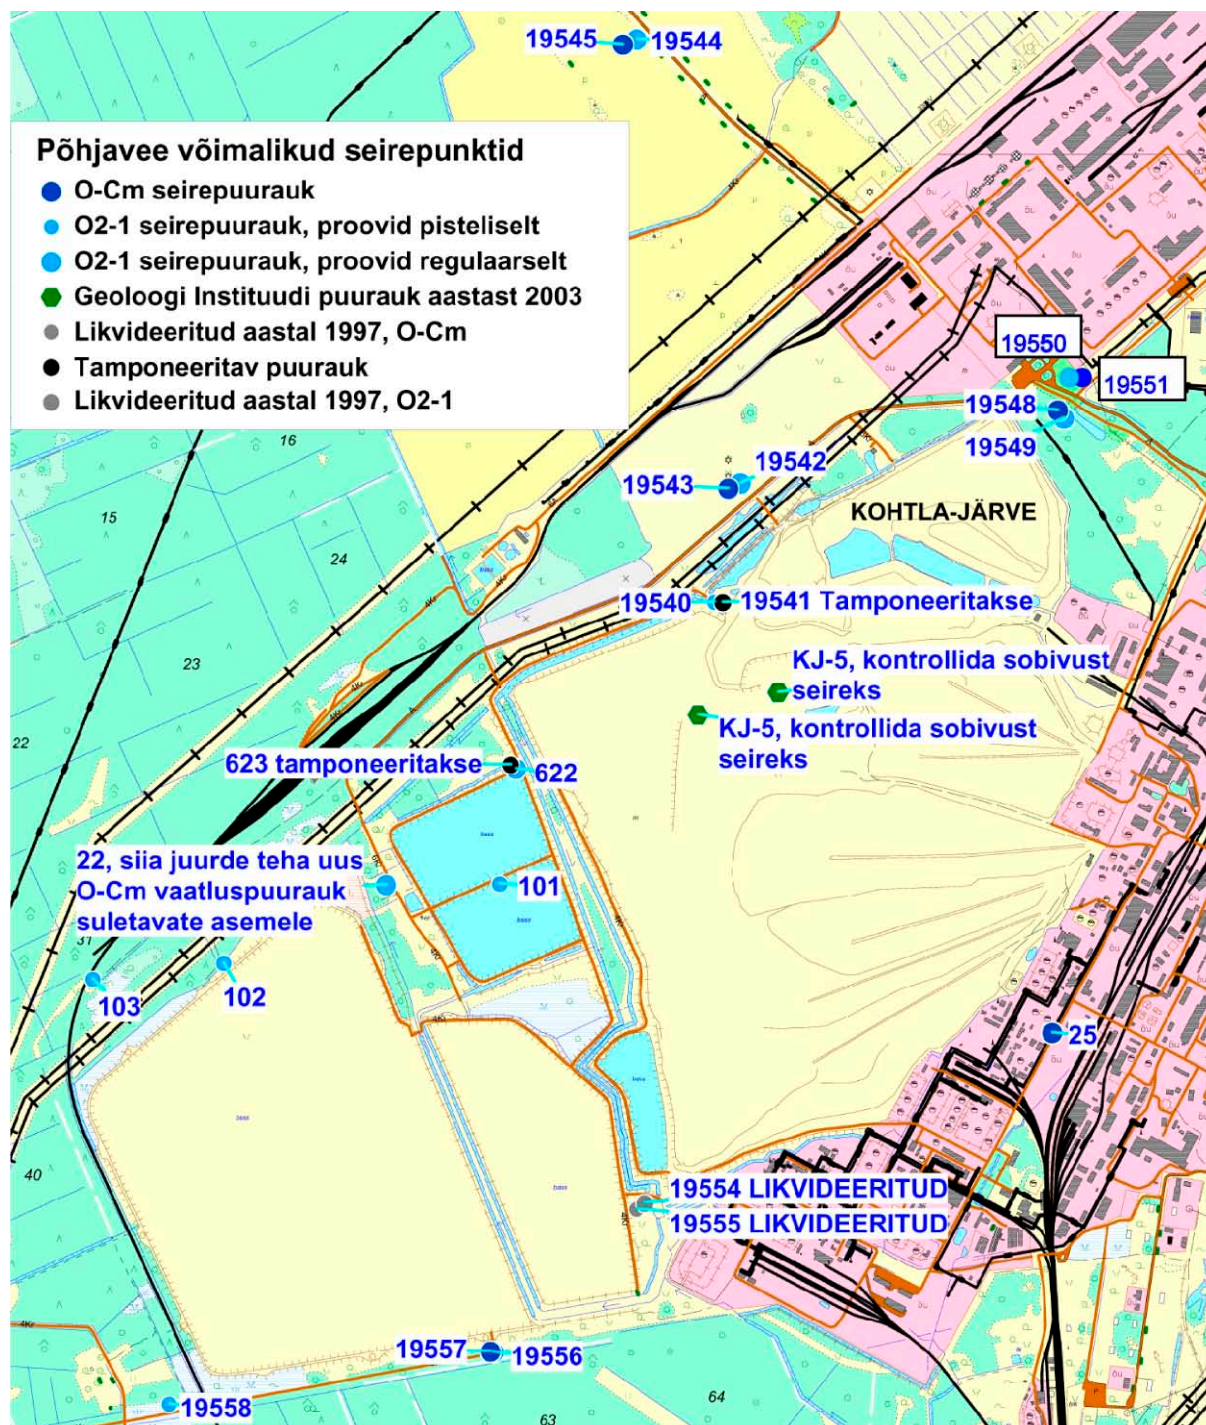 19545 19544
Põhjavee võimalikud seirepunktid
O-Cm seirepuurauk
O2-1 seirepuurauk, proovid pisteliselt
O2-1 seirepuurauk, proovid regulaarselt
Geoloogi Instituudi puurauk aastast 2003
Likvideeritud aastal 1997, O-Cm
Tamponeeritav puurauk
Likvideeritud aastal 1997, O2-1
19550
19551
19548
19549
16
15
24
19542
19543
KOHTLA-JÄRVE
19540 19541 Tamponeeritakse
23
KJ-5, kontrollida sobivust
seireks
KJ-5, kontrollida sobivust
seireks
22
623 tamponeeritakse 622
22, siia juurde teha uus
O-Cm vaatluspuurauk
suletavate asemele
101
31
103
102
25
40
19554 LIKVIDEERITUD
19555 LIKVIDEERITUD
19557 19556
19558
64
63